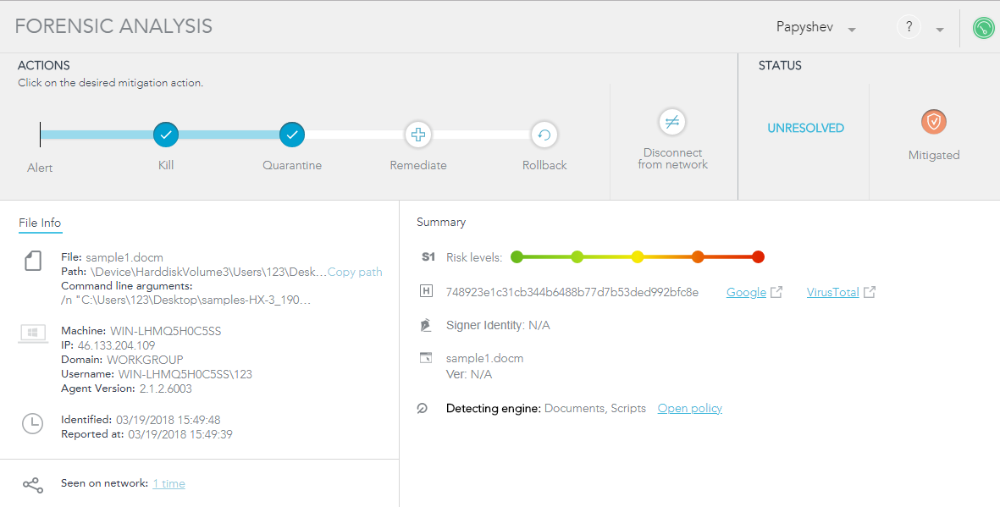 FORENSIC ANALYSIS
Papyshev
?
ACTIONS
Click on the desired mitigation action.
Alert
Kill
Quarantine
Remediate
Rollback
Disconnect
from network
STATUS
UNRESOLVED
Mitigated
File Info
File: sample1.docm
Path: \Device\HarddiskVolume3\Users\123\Desk...Copy path
Command line arguments:
/n "C:\Users\123\Desktop\samples-HX-3_190...
Machine: WIN-LHMQ5H0C5SS
IP: 46.133.204.109
Domain: WORKGROUP
Username: WIN-LHMQ5H0C5SS\123
Agent Version: 2.1.2.6003
Identified: 03/19/2018 15:49:48
Reported at: 03/19/2018 15:49:39
Seen on network: 1 time
Summary
S1 Risk levels:
H 748923e1c31cb344b6488b77d7b53ded992bfc8e Google VirusTotal
Signer Identity: N/A
sample1.docm
Ver: N/A
Detecting engine: Documents, Scripts Open policy